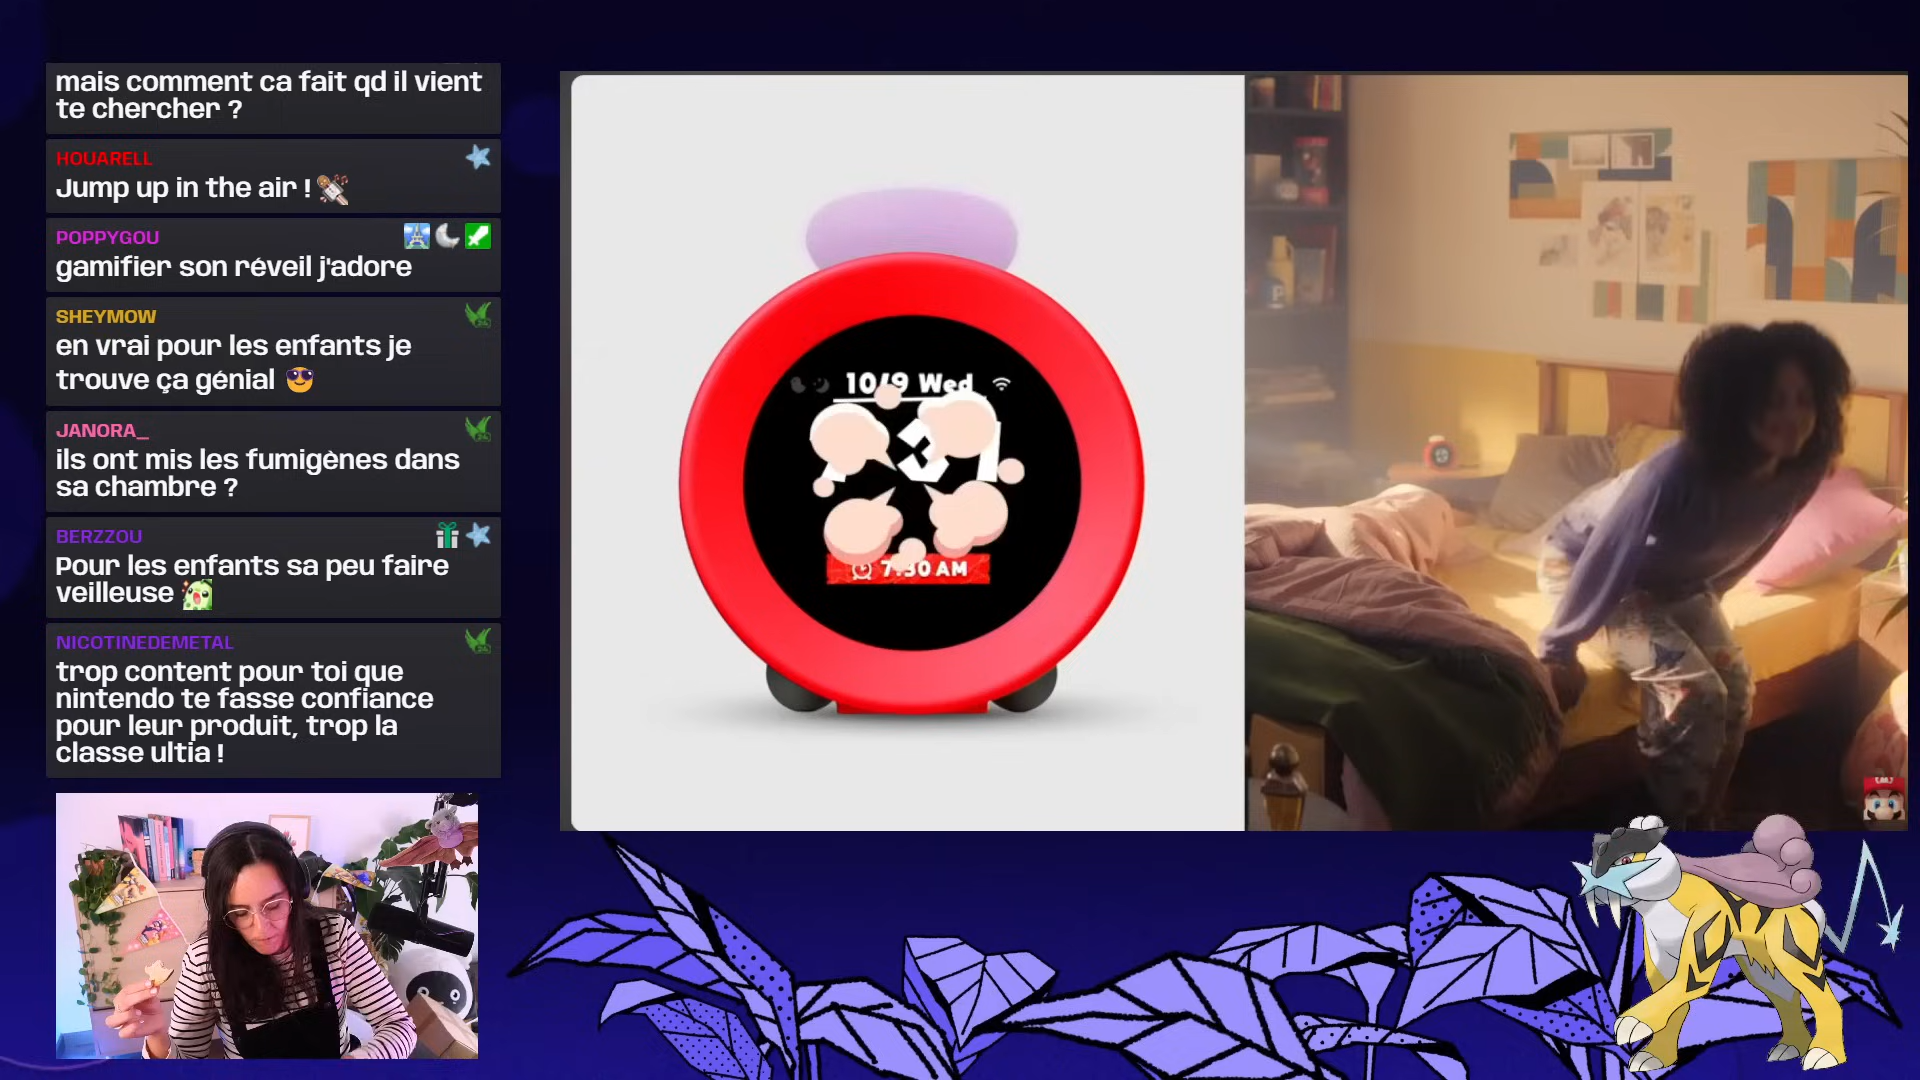 mais comment ca fait qd il vient
te chercher ?
HOUARELL
Jump up in the air !
POPPYGOU
gamifier son réveil j'adore
SHEYMOW
en vrai pour les enfants je
trouve ça génial
JANORA_
ils ont mis les fumigènes dans
sa chambre ?
BERZZOU
Pour les enfants sa peu faire
veilleuse
NICOTINEDEMETAL
trop content pour toi que
nintendo te fasse confiance
pour leur produit, trop la
classe ultia !
10/9 Wed
7:30 AM